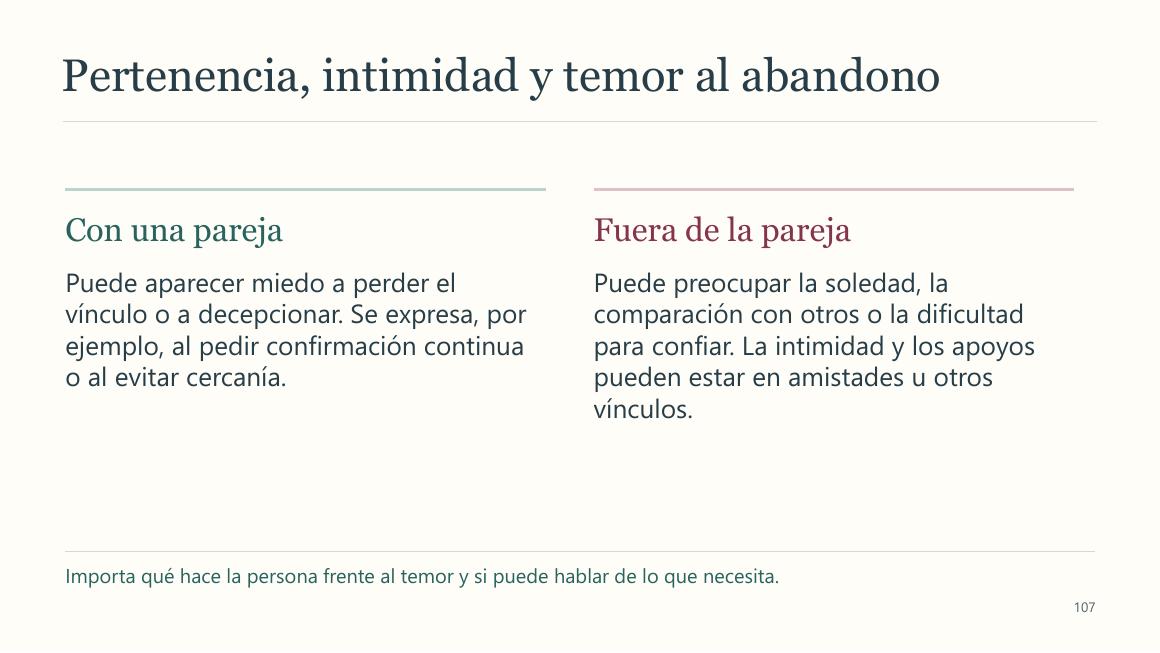 Pertenencia, intimidad y temor al abandono
Con una pareja
Puede aparecer miedo a perder el
vínculo o a decepcionar. Se expresa, por
ejemplo, al pedir confirmación continua
o al evitar cercanía.
Fuera de la pareja
Puede preocupar la soledad, la
comparación con otros o la dificultad
para confiar. La intimidad y los apoyos
pueden estar en amistades u otros
vínculos.
Importa qué hace la persona frente al temor y si puede hablar de lo que necesita.
107